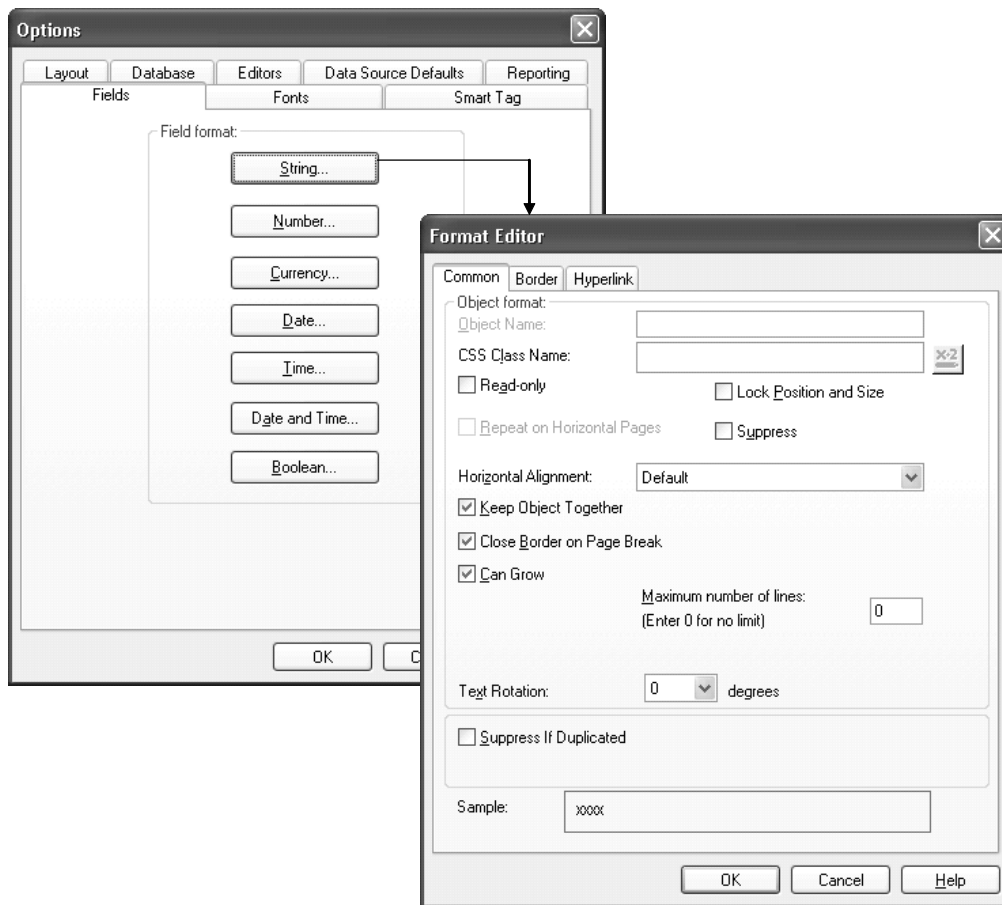 Options
Layout Database Editors Data Source Defaults Reporting
Fields Fonts Smart Tag
Field format:
String...
Number...
Currency...
Date...
Time...
Date and Time...
Boolean...
OK C
Format Editor
Common Border Hyperlink
Object format:
Object Name:
CSS Class Name:
X-2
Read-only
Lock Position and Size
Repeat on Horizontal Pages
Suppress
Horizontal Alignment: Default
Keep Object Together
Close Border on Page Break
Can Grow
Maximum number of lines:
(Enter 0 for no limit)
0
Text Rotation: 0 degrees
Suppress If Duplicated
Sample: xxxx
OK Cancel Help